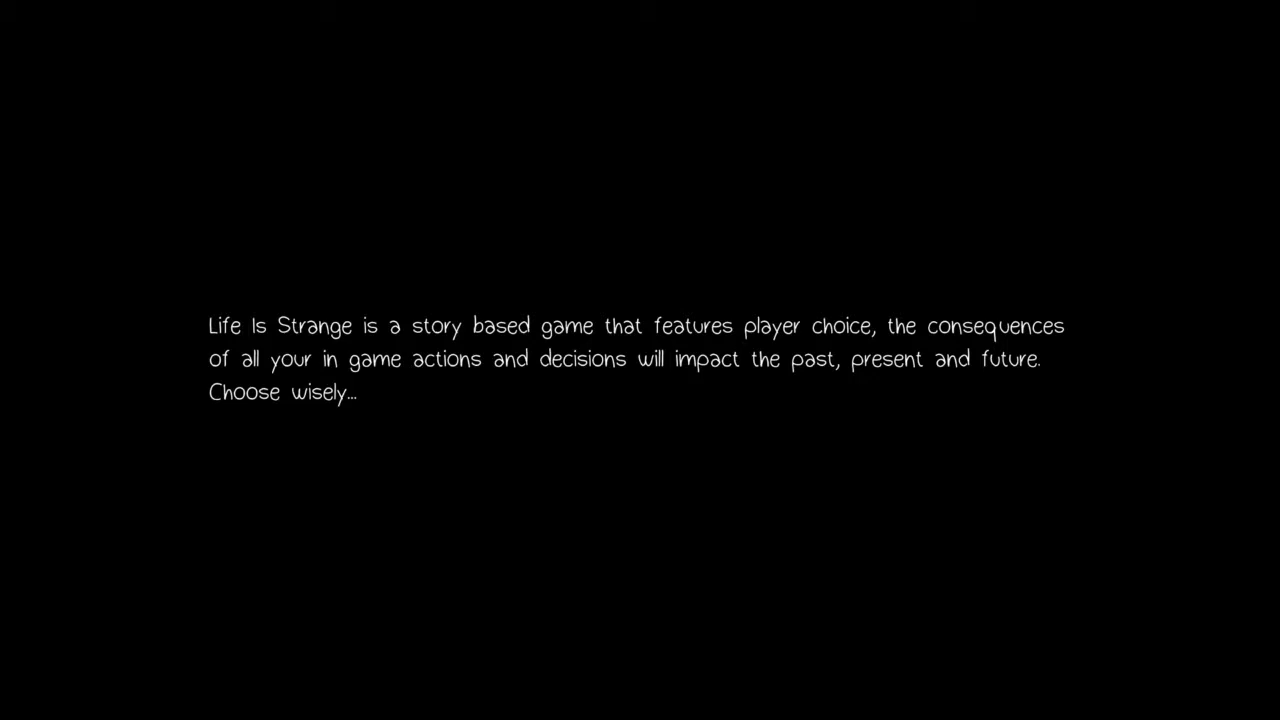 Life Is Strange is a story based game that features player choice, the consequences
of all your in game actions and decisions will impact the past, present and future.
Choose wisely...